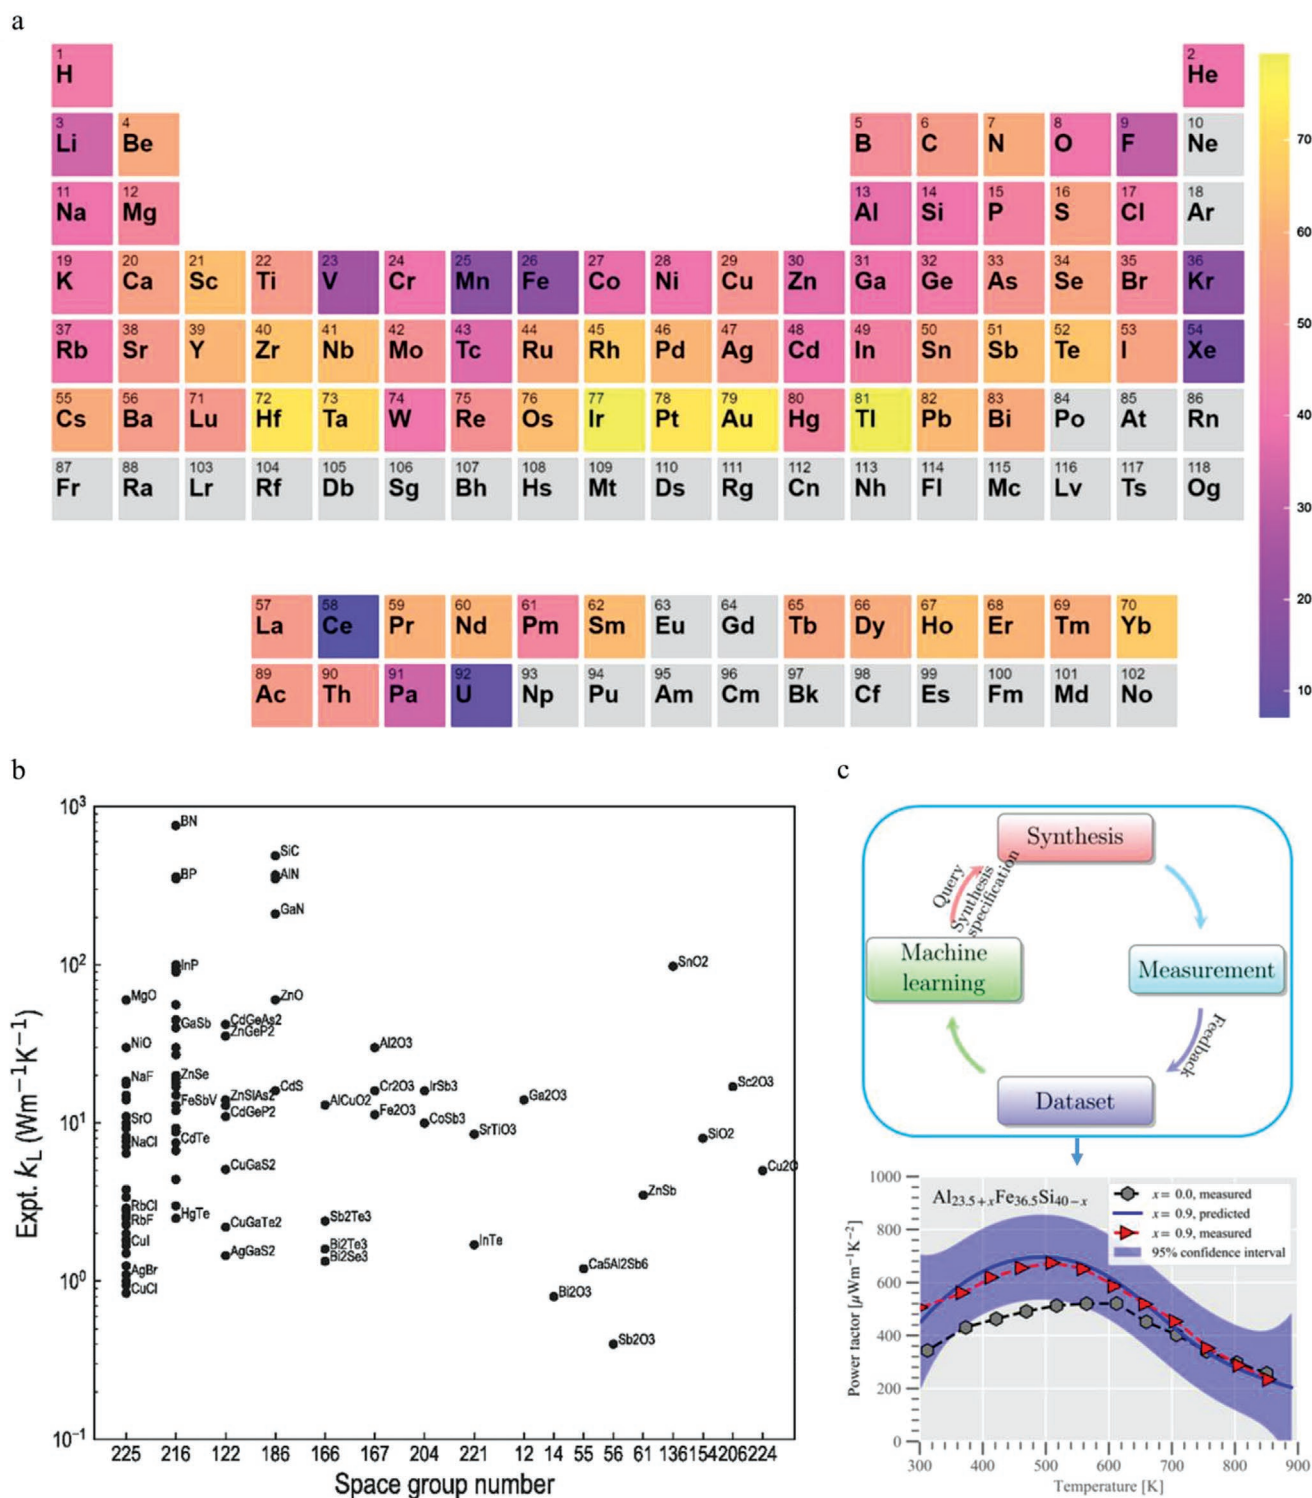 a
1 2
H He
3 4 5 6 7 8 9 10
Li Be B C N O F Ne
11 12 13 14 15 16 17 18
Na Mg Al Si P S Cl Ar
19 20 21 22 23 24 25 26 27 28 29 30 31 32 33 34 35 36
K Ca Sc Ti V Cr Mn Fe Co Ni Cu Zn Ga Ge As Se Br Kr
37 38 39 40 41 42 43 44 45 46 47 48 49 50 51 52 53 54
Rb Sr Y Zr Nb Mo Tc Ru Rh Pd Ag Cd In Sn Sb Te I Xe
55 56 71 72 73 74 75 76 77 78 79 80 81 82 83 84 85 86
Cs Ba Lu Hf Ta W Re Os Ir Pt Au Hg Tl Pb Bi Po At Rn
87 88 103 104 105 106 107 108 109 110 111 112 113 114 115 116 117 118
Fr Ra Lr Rf Db Sg Bh Hs Mt Ds Rg Cn Nh Fl Mc Lv Ts Og
57 58 59 60 61 62 63 64 65 66 67 68 69 70
La Ce Pr Nd Pm Sm Eu Gd Tb Dy Ho Er Tm Yb
89 90 91 92 93 94 95 96 97 98 99 100 101 102
Ac Th Pa U Np Pu Am Cm Bk Cf Es Fm Md No
70
60
50
40
30
20
10
b
Expt. k_L (Wm⁻¹K⁻¹)
10³
10²
10¹
10⁰
10⁻¹
MgO
NiO
NaF
SrO
NaCl
RbCl
RbF
CuI
AgBr
CuCl
BN
BP
InP
GaSb
ZnSe
FeSbV
CdTe
HgTe
CdGeAs2
ZnGeP2
ZnSiAs2
CdGeP2
CuGaS2
CuGaTe2
AgGaS2
SiC
AlN
GaN
ZnO
CdS
AlCuO2
Sb2Te3
Bi2Te3
Bi2Se3
Al2O3
Cr2O3
Fe2O3
IrSb3
CoSb3
SrTiO3
InTe
Ga2O3
Bi2O3
Ca5Al2Sb6
Sb2O3
ZnSb
SnO2
SiO2
Sc2O3
Cu2O
225 216 122 186 166 167 204 221 12 14 55 56 61 136 154 206 224
Space group number
c
Synthesis
Query
Synthesis
specification
Machine
learning
Measurement
Feedback
Dataset
Al23.5+xFe36.5Si40−x
x = 0.0, measured
x = 0.9, predicted
x = 0.9, measured
95% confidence interval
Power factor [μWm⁻¹K⁻²]
1000
800
600
400
200
0
300 400 500 600 700 800 900
Temperature [K]